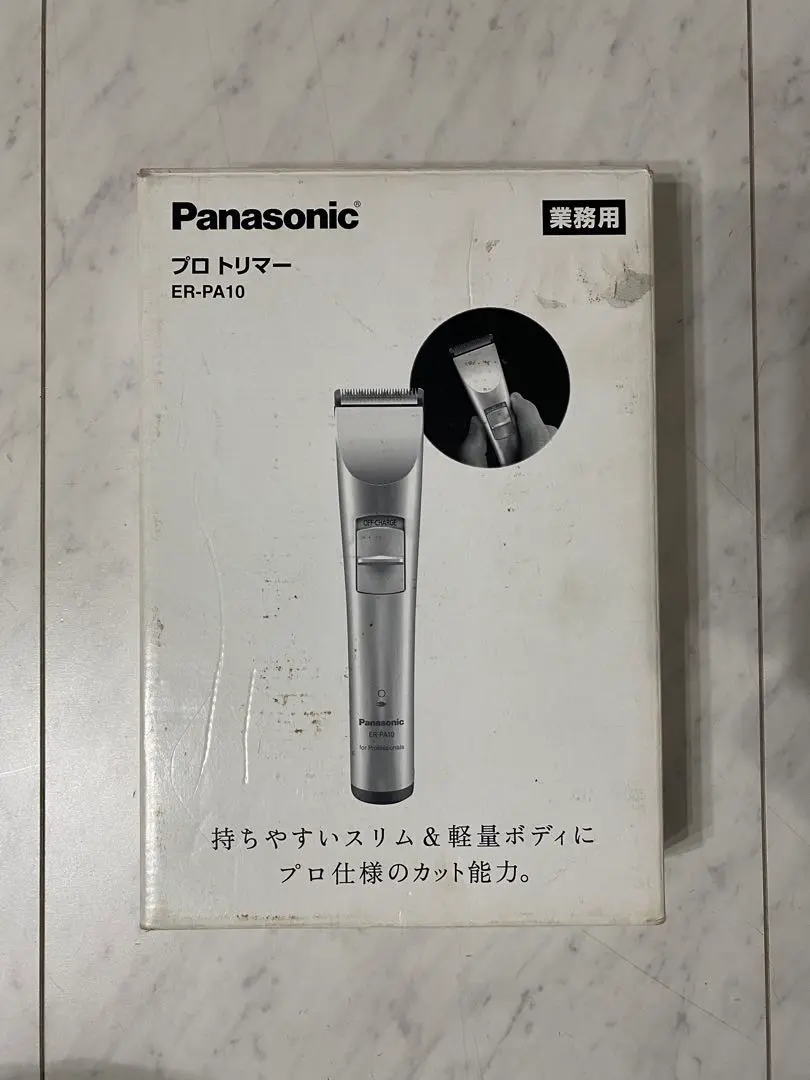 Panasonic®
業務用
プロ トリマー
ER-PA10
OFF·CHARGE
Panasonic
ER-PA10
for Professionals
持ちやすいスリム&軽量ボディに
プロ仕様のカット能力。